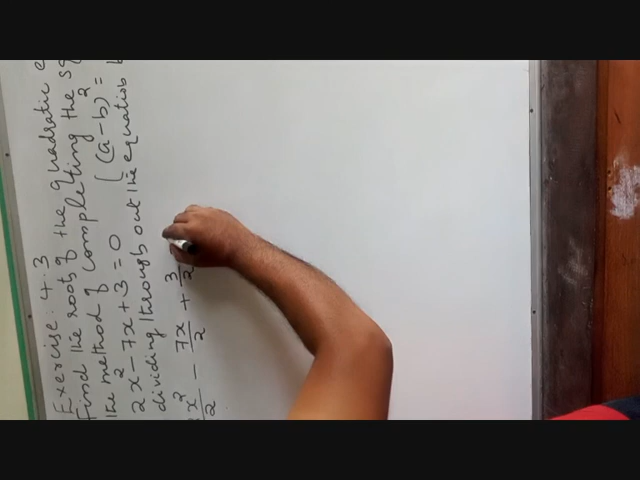 Exercise: 4.3
Find the roots of the quadratic
the method of completing the
2x² - 7x + 3 = 0 [(a-b)² =
dividing through out the equation
x²/2 - 7x/2 + 3/2